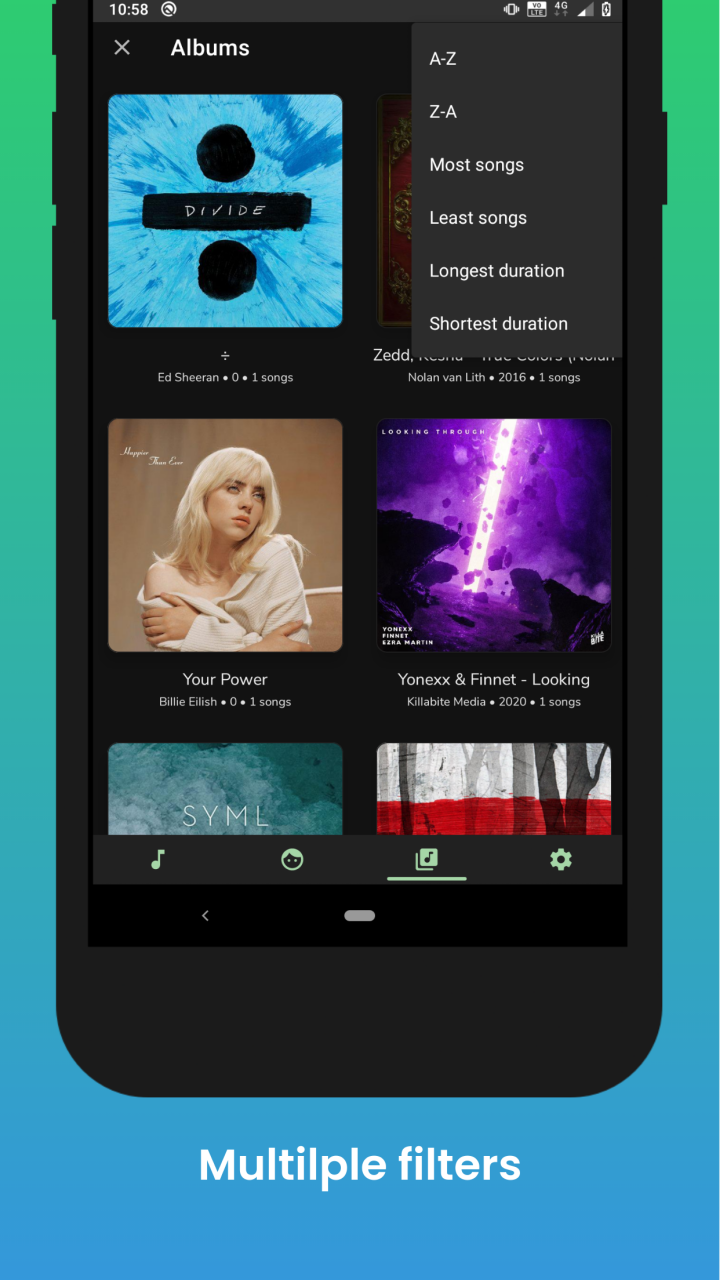 10:58
VO
LTE
4G
Albums
A-Z
Z-A
Most songs
Least songs
Longest duration
Shortest duration
DIVIDE
÷
Ed Sheeran • 0 • 1 songs
Zedd, Kesha - True Colors (Nolan
Nolan van Lith • 2016 • 1 songs
Happier
Than Ever
LOOKING THROUGH
YONEXX
FINNET
EZRA MARTIN
KILLA
BITE
Your Power
Billie Eilish • 0 • 1 songs
Yonexx & Finnet - Looking
Killabite Media • 2020 • 1 songs
SYML
Multilple filters